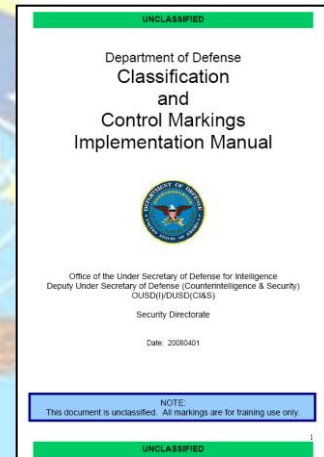 UNCLASSIFIED
Department of Defense
Classification
and
Control Markings
Implementation Manual
Office of the Under Secretary of Defense for Intelligence
Deputy Under Secretary of Defense (Counterintelligence & Security)
OUSD(I)/DUSD(CI&S)
Security Directorate
Date: 20080401
NOTE:
This document is unclassified. All markings are for training use only.
1
UNCLASSIFIED